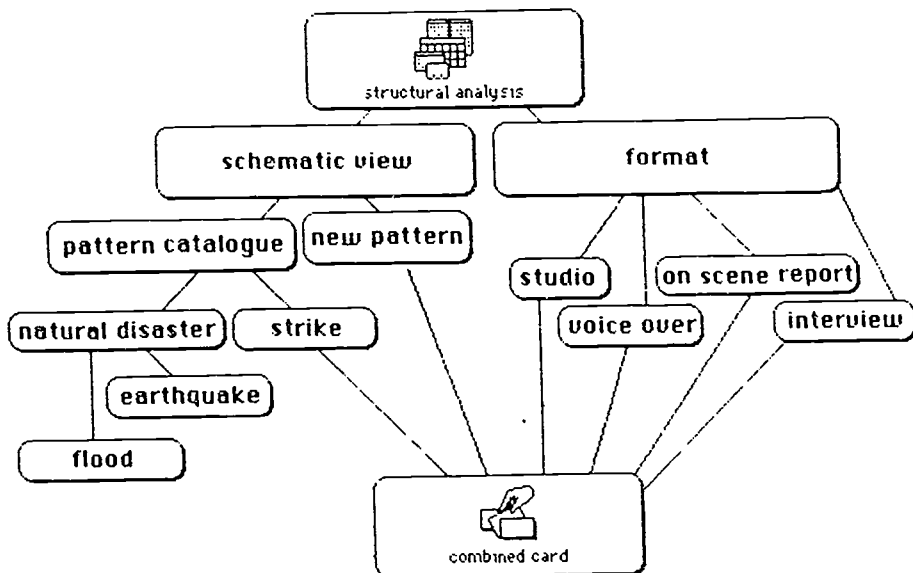 structural analysis
schematic view
format
pattern catalogue
new pattern
studio
on scene report
natural disaster
strike
voice over
interview
earthquake
flood
combined card